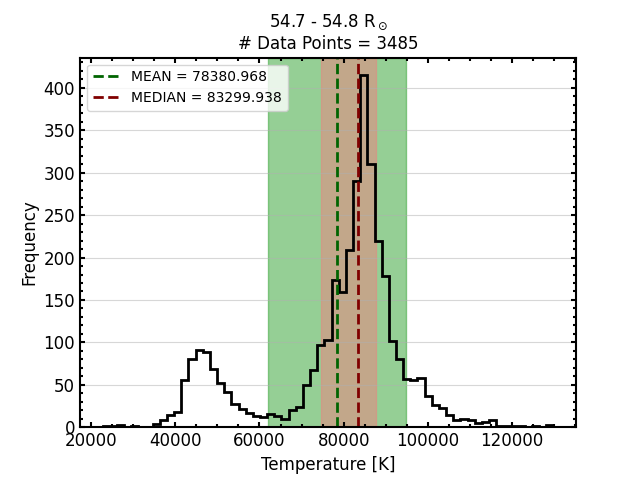 54.7 - 54.8 R⊙
# Data Points = 3485
MEAN = 78380.968
MEDIAN = 83299.938
400
350
300
250
200
150
100
50
0
Frequency
20000 40000 60000 80000 100000 120000
Temperature [K]